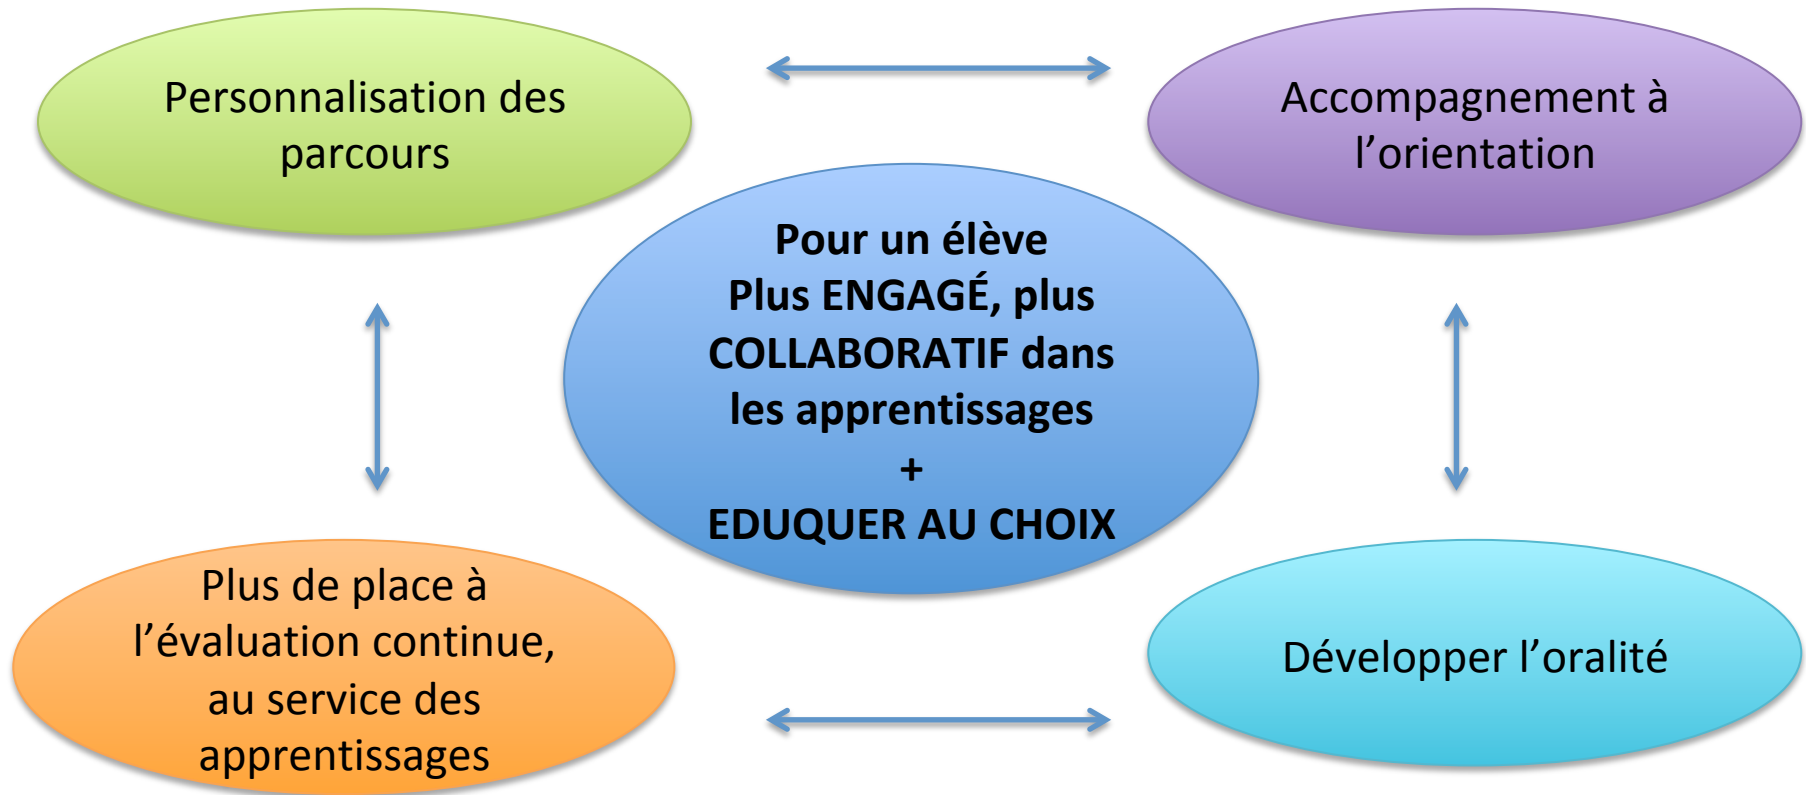 Personnalisation des
parcours
Accompagnement à
l’orientation
Pour un élève
Plus ENGAGÉ, plus
COLLABORATIF dans
les apprentissages
+
EDUQUER AU CHOIX
Plus de place à
l’évaluation continue,
au service des
apprentissages
Développer l’oralité